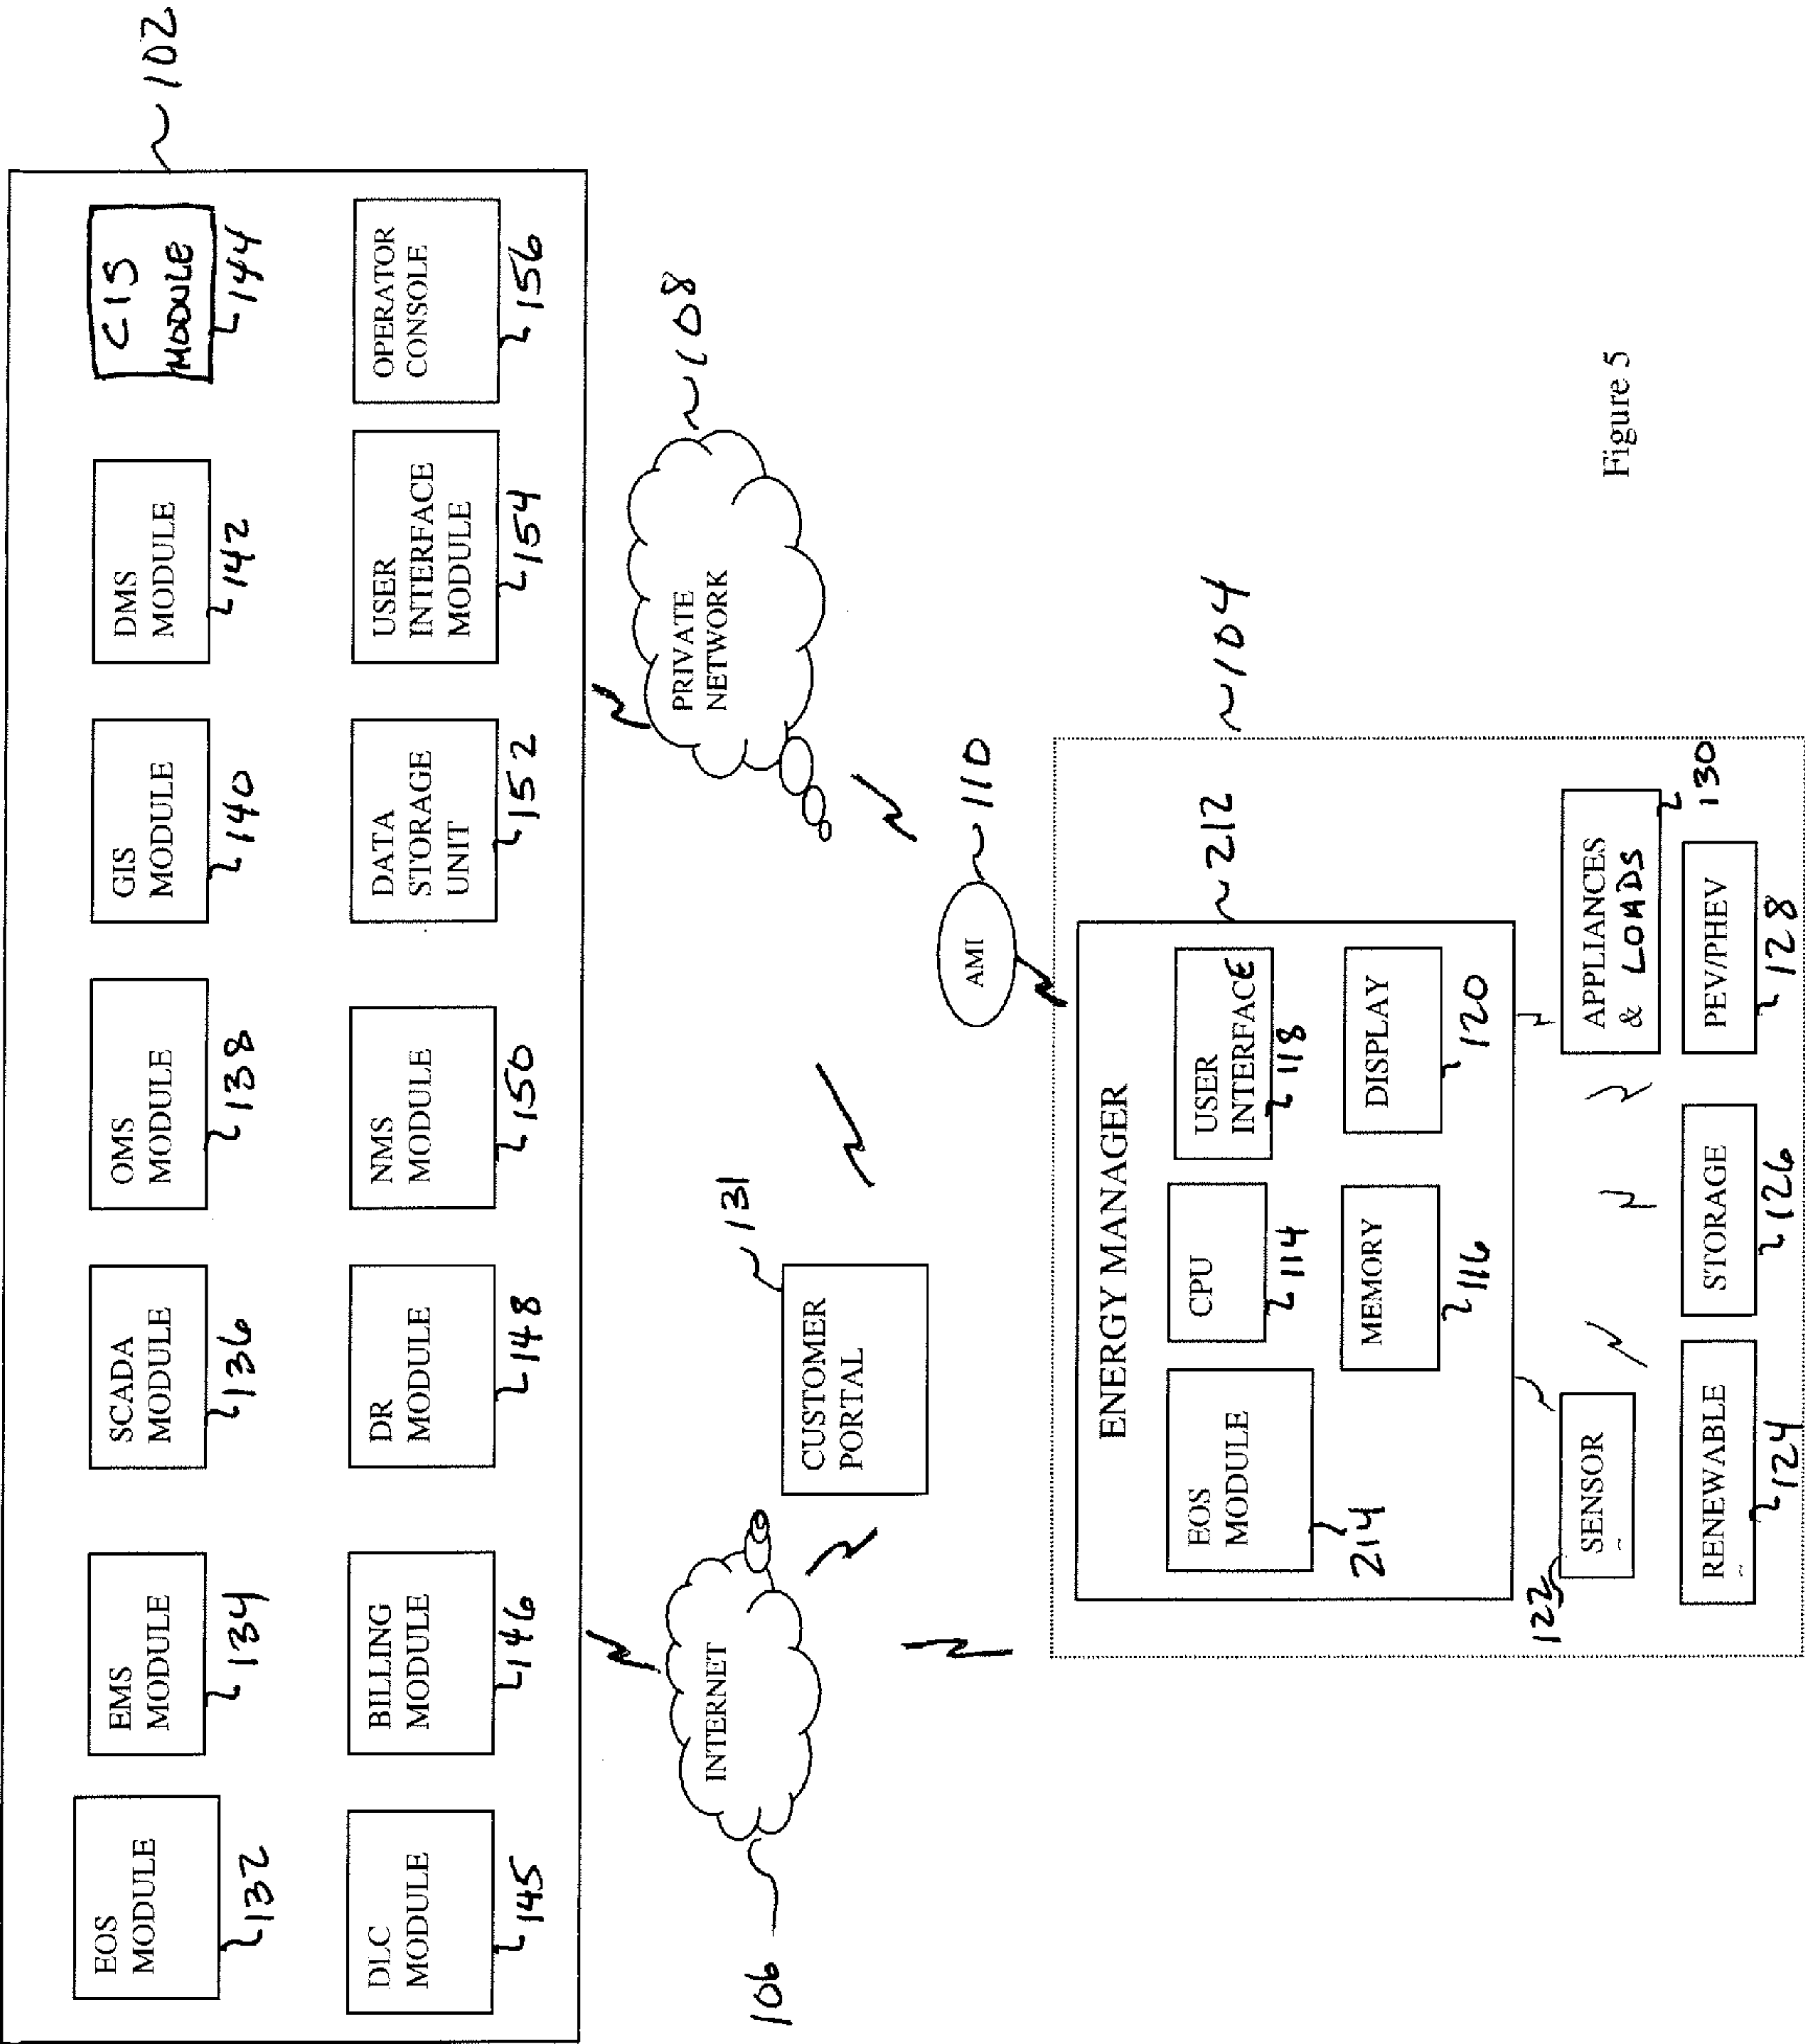 102
EOS
MODULE
132
EMS
MODULE
134
SCADA
MODULE
136
OMS
MODULE
138
GIS
MODULE
140
DMS
MODULE
142
CIS
MODULE
144
DLC
MODULE
145
BILLING
MODULE
146
DR
MODULE
148
NMS
MODULE
150
DATA
STORAGE
UNIT
152
USER
INTERFACE
MODULE
154
OPERATOR
CONSOLE
156
106
INTERNET
CUSTOMER
PORTAL
131
PRIVATE
NETWORK
108
AMI
110
104
ENERGY MANAGER
212
EOS
MODULE
214
CPU
114
USER
INTERFACE
118
MEMORY
116
DISPLAY
120
122
SENSOR
APPLIANCES
& LOADS
130
RENEWABLE
124
STORAGE
126
PEV/PHEV
128
Figure 5